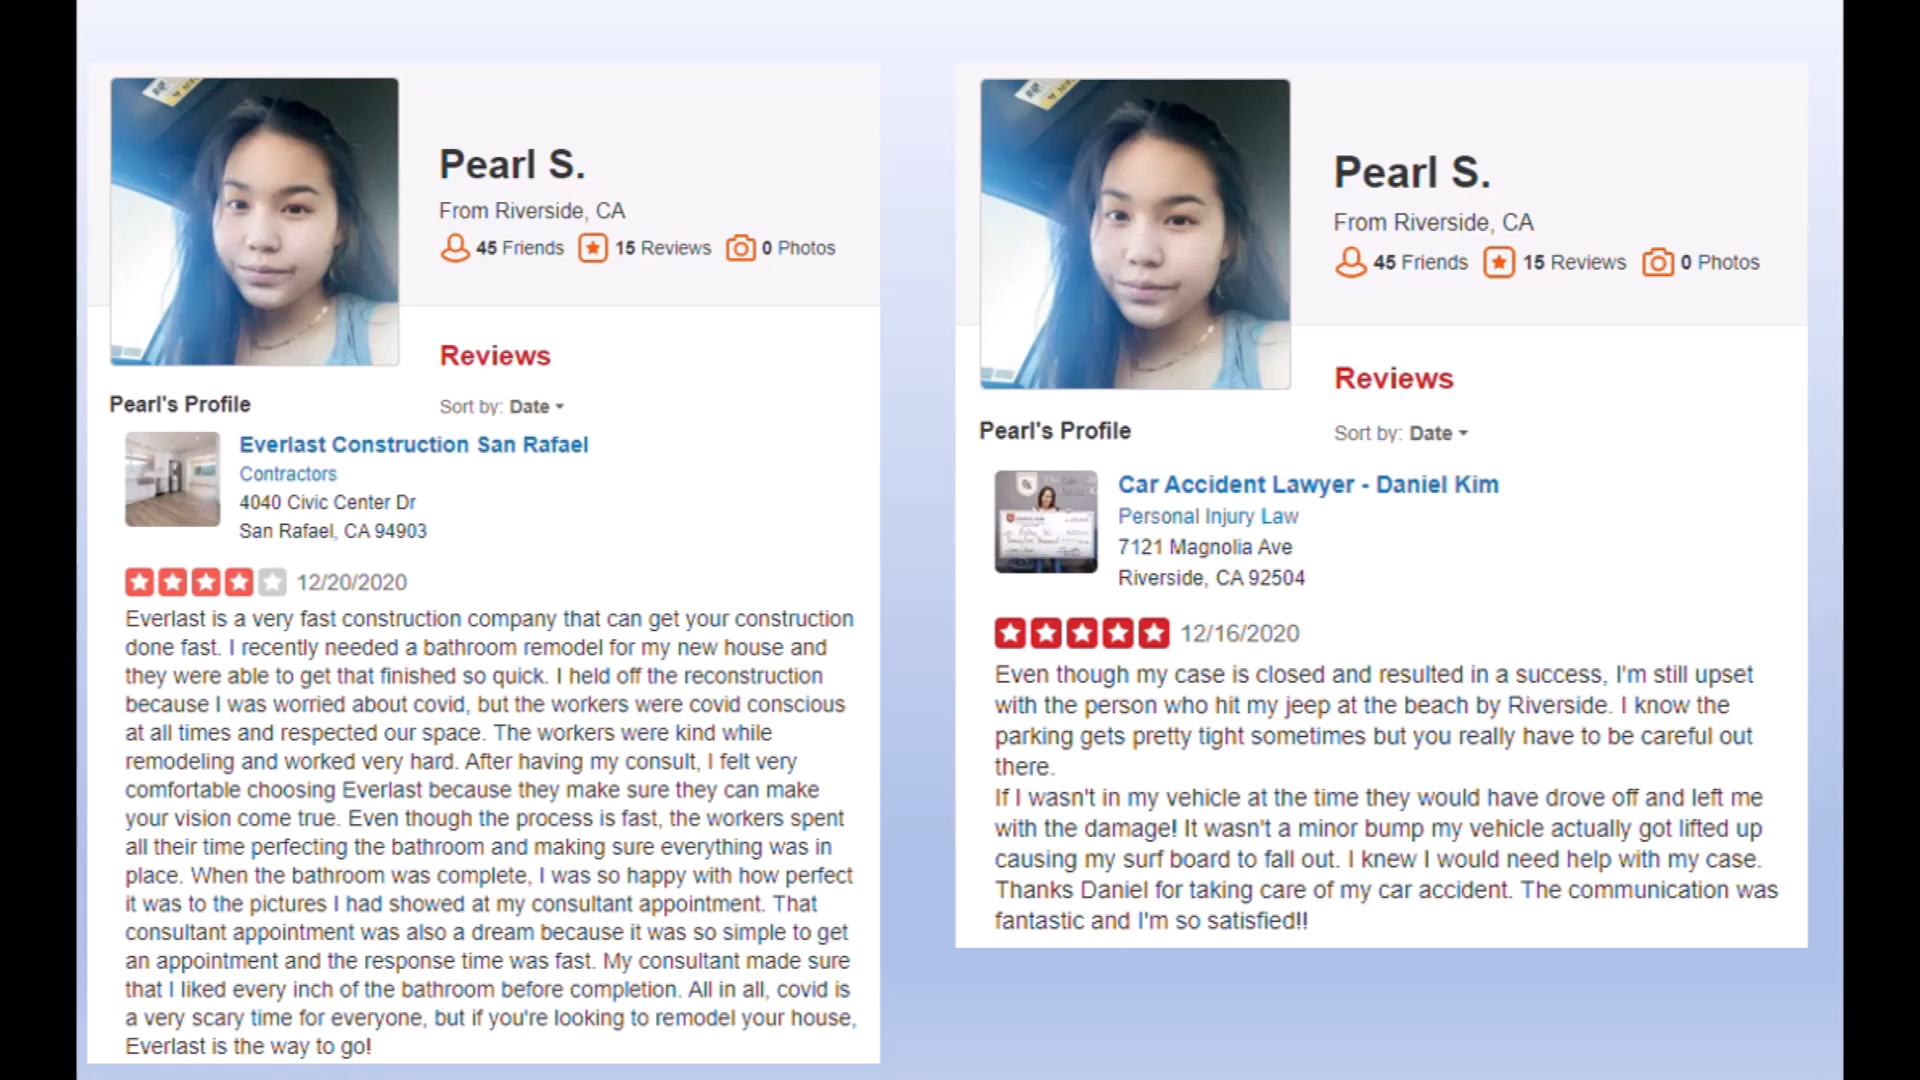 Pearl S.
From Riverside, CA
45 Friends 15 Reviews 0 Photos
Reviews
Pearl's Profile
Sort by: Date
Everlast Construction San Rafael
Contractors
4040 Civic Center Dr
San Rafael, CA 94903
12/20/2020
Everlast is a very fast construction company that can get your construction
done fast. I recently needed a bathroom remodel for my new house and
they were able to get that finished so quick. I held off the reconstruction
because I was worried about covid, but the workers were covid conscious
at all times and respected our space. The workers were kind while
remodeling and worked very hard. After having my consult, I felt very
comfortable choosing Everlast because they make sure they can make
your vision come true. Even though the process is fast, the workers spent
all their time perfecting the bathroom and making sure everything was in
place. When the bathroom was complete, I was so happy with how perfect
it was to the pictures I had showed at my consultant appointment. That
consultant appointment was also a dream because it was so simple to get
an appointment and the response time was fast. My consultant made sure
that I liked every inch of the bathroom before completion. All in all, covid is
a very scary time for everyone, but if you're looking to remodel your house,
Everlast is the way to go!
Pearl S.
From Riverside, CA
45 Friends 15 Reviews 0 Photos
Reviews
Pearl's Profile
Sort by: Date
Car Accident Lawyer - Daniel Kim
Personal Injury Law
7121 Magnolia Ave
Riverside, CA 92504
12/16/2020
Even though my case is closed and resulted in a success, I'm still upset
with the person who hit my jeep at the beach by Riverside. I know the
parking gets pretty tight sometimes but you really have to be careful out
there.
If I wasn't in my vehicle at the time they would have drove off and left me
with the damage! It wasn't a minor bump my vehicle actually got lifted up
causing my surf board to fall out. I knew I would need help with my case.
Thanks Daniel for taking care of my car accident. The communication was
fantastic and I'm so satisfied!!